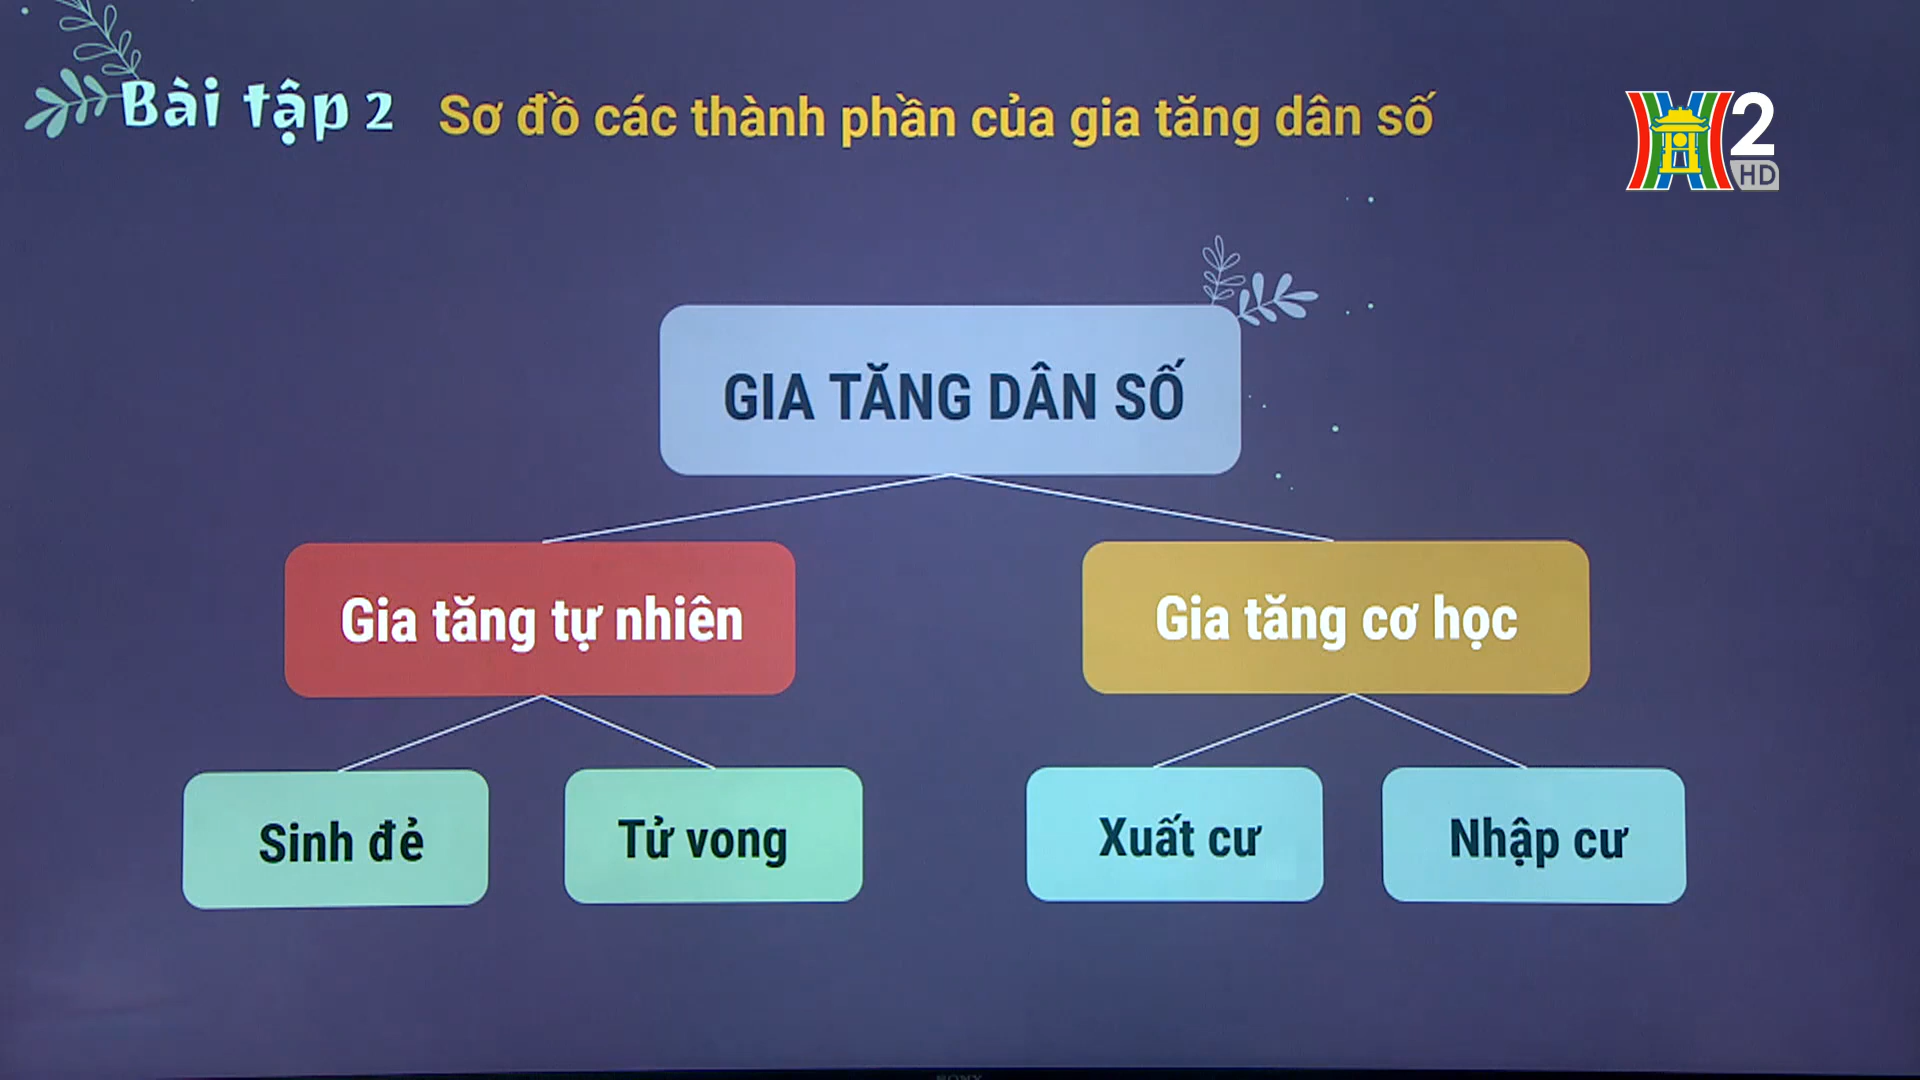 Bài tập 2 Sơ đồ các thành phần của gia tăng dân số
2
HD
GIA TĂNG DÂN SỐ
Gia tăng tự nhiên Gia tăng cơ học
Sinh đẻ Tử vong Xuất cư Nhập cư
SONY